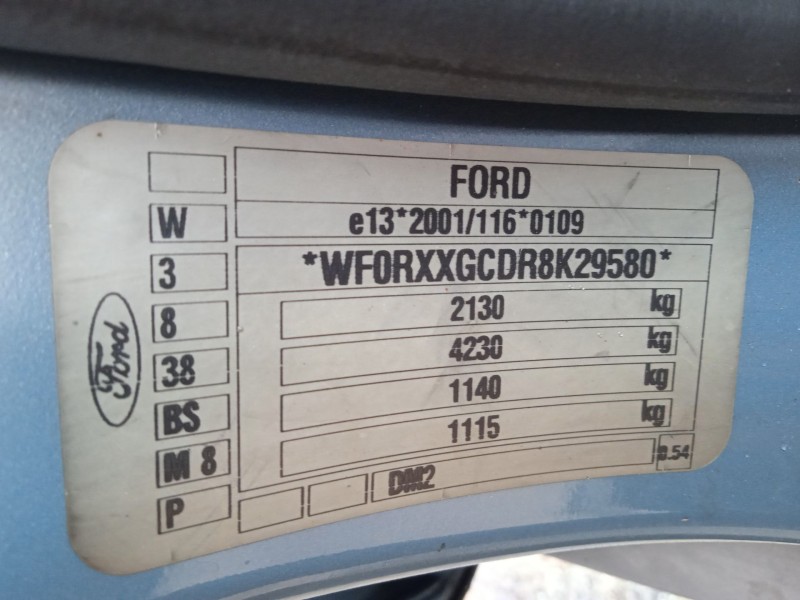 FORD
W e13*2001/116*0109
3 *WF0RXXGCDR8K29580*
8 2130 kg
38 4230 kg
BS 1140 kg
M 8 1115 kg
P DM2 8.54
Ford